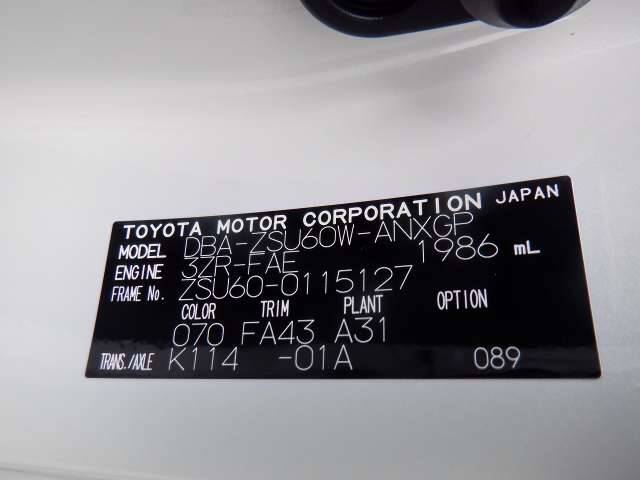 TOYOTA MOTOR CORPORATION JAPAN
MODEL DBA-ZSU60W-ANXGP
ENGINE 3ZR-FAE 1986 mL
FRAME No. ZSU60-0115127
COLOR TRIM PLANT OPTION
070 FA43 A31
TRANS./AXLE K114 -01A 089